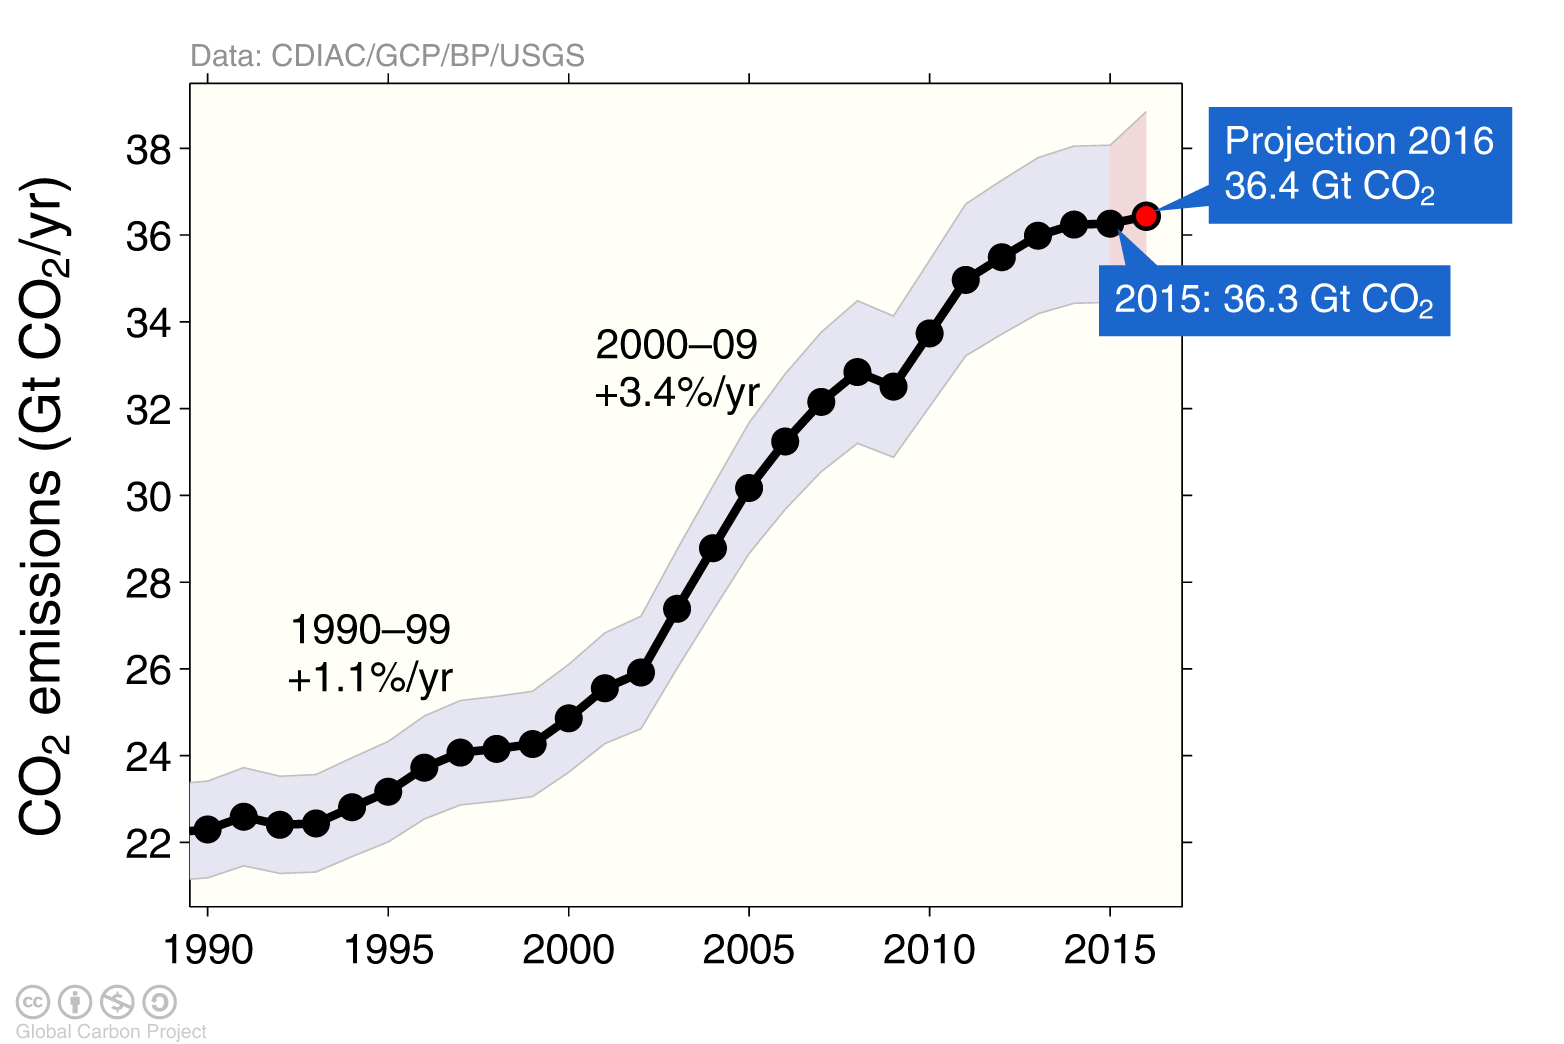 Data: CDIAC/GCP/BP/USGS
CO₂ emissions (Gt CO₂/yr)
38
36
34
32
30
28
26
24
22
Projection 2016
36.4 Gt CO₂
2015: 36.3 Gt CO₂
2000–09
+3.4%/yr
1990–99
+1.1%/yr
1990 1995 2000 2005 2010 2015
cc
Global Carbon Project